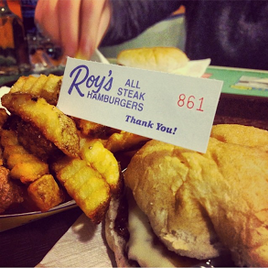 Roy's ALL
STEAK
HAMBURGERS
861
Thank You!